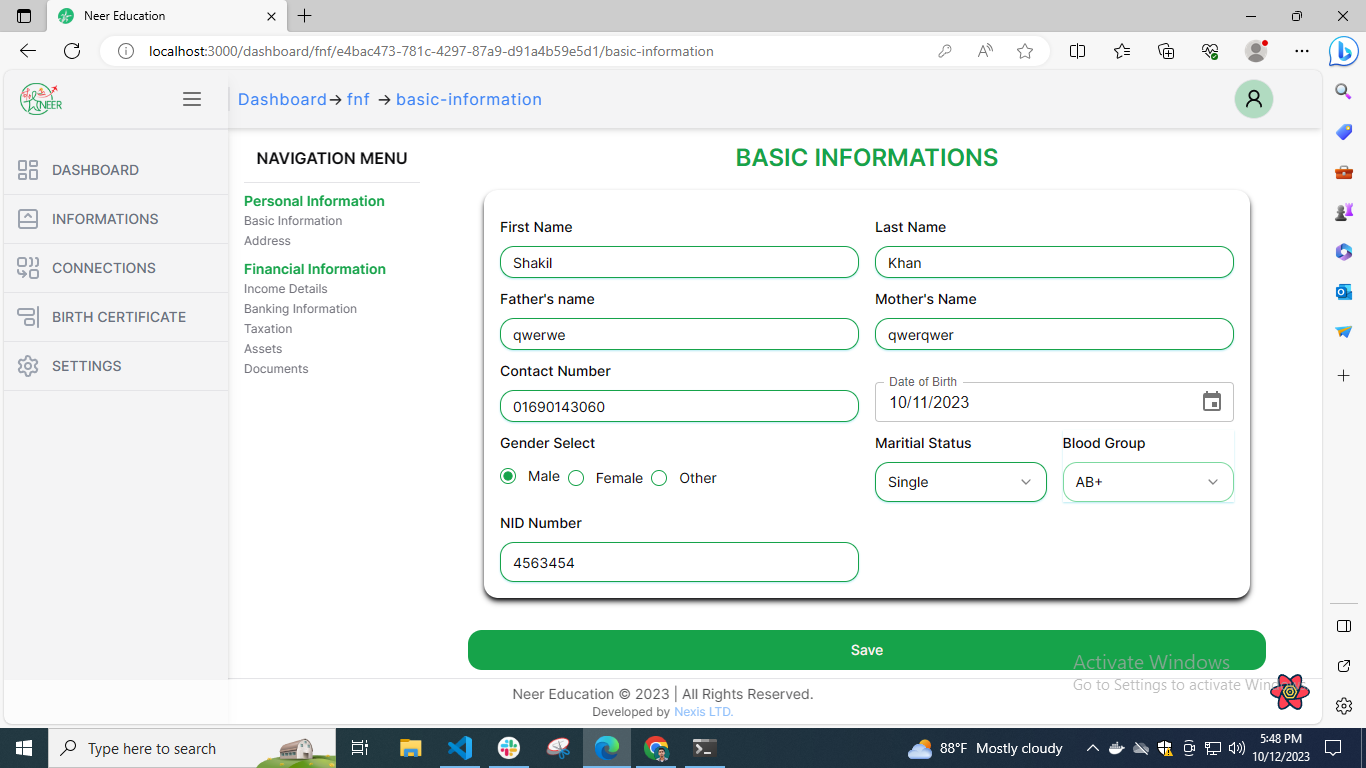 Neer Education
localhost:3000/dashboard/fnf/e4bac473-781c-4297-87a9-d91a4b59e5d1/basic-information
NEER
Dashboard → fnf → basic-information
DASHBOARD
INFORMATIONS
CONNECTIONS
BIRTH CERTIFICATE
SETTINGS
NAVIGATION MENU
Personal Information
Basic Information
Address
Financial Information
Income Details
Banking Information
Taxation
Assets
Documents
BASIC INFORMATIONS
First Name
Shakil
Last Name
Khan
Father's name
qwerwe
Mother's Name
qwerqwer
Contact Number
01690143060
Date of Birth
10/11/2023
Gender Select
Male Female Other
Maritial Status
Single
Blood Group
AB+
NID Number
4563454
Save
Activate Windows
Go to Settings to activate Windows.
Neer Education © 2023 | All Rights Reserved.
Developed by Nexis LTD.
Type here to search
88°F Mostly cloudy
5:48 PM
10/12/2023